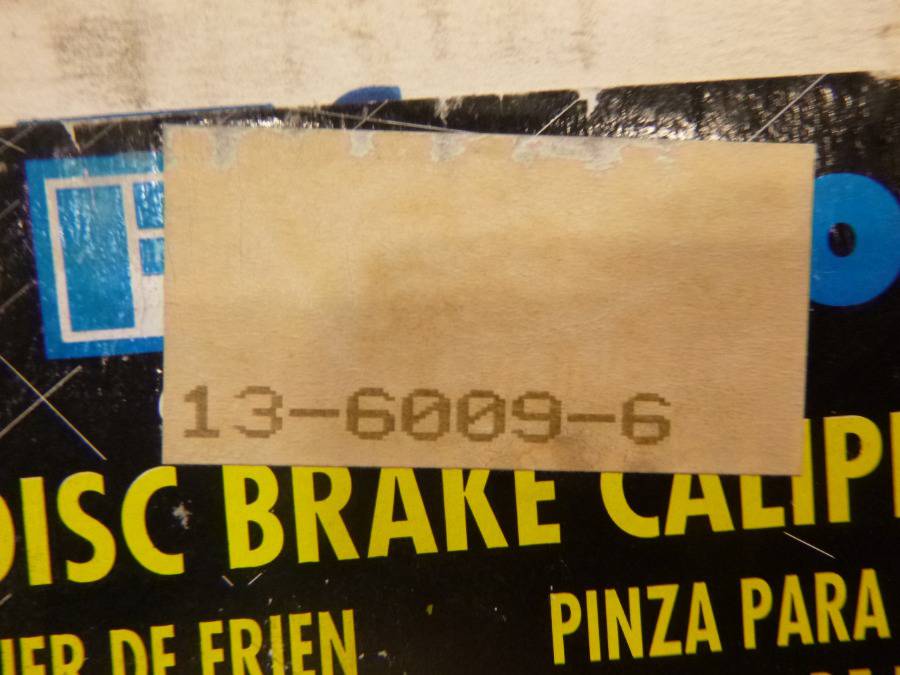 13-6009-6
DISC BRAKE CALIP
IER DE FRIEN
PINZA PARA